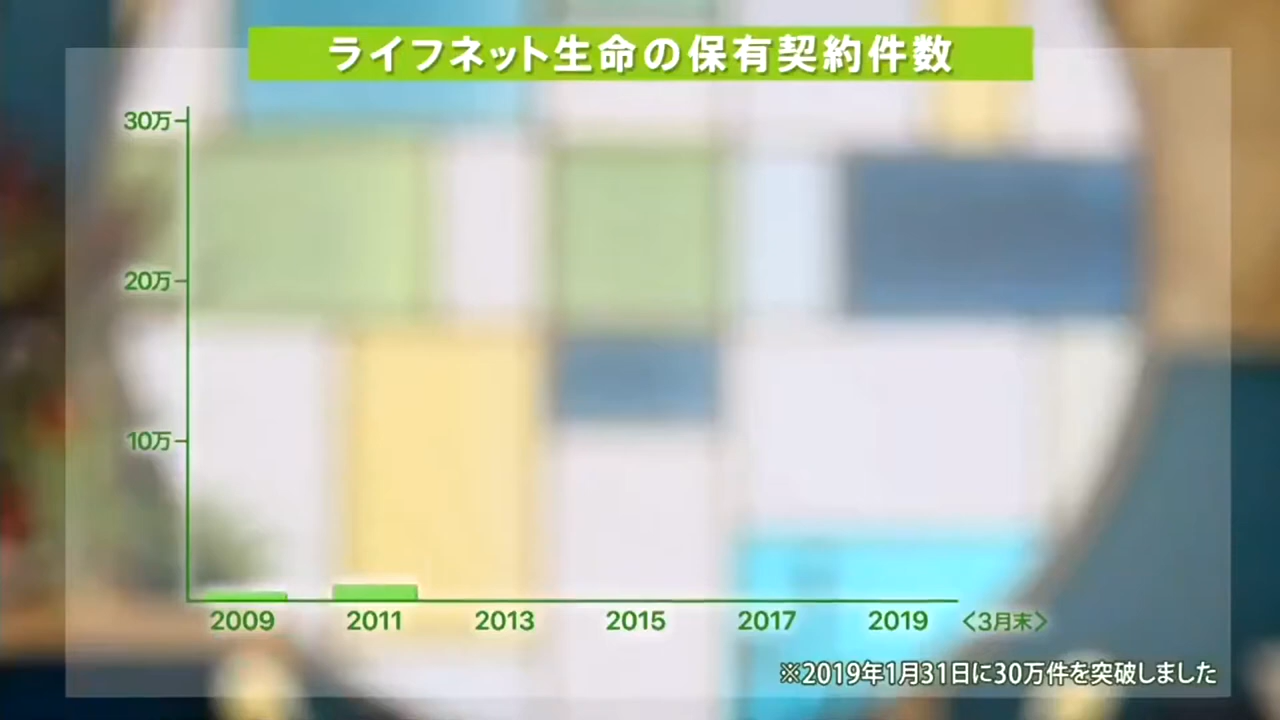 ライフネット生命の保有契約件数
30万
20万
10万
2009 2011 2013 2015 2017 2019 <3月末>
※2019年1月31日に30万件を突破しました